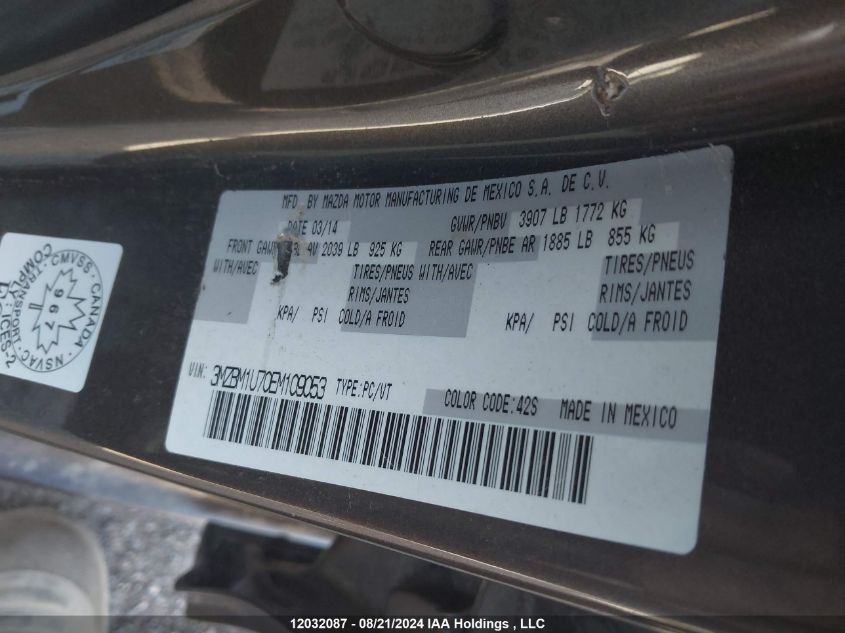 MFD. BY MAZDA MOTOR MANUFACTURING DE MEXICO S.A. DE C.V.
DATE 03/14 GVWR/PNBV 3907 LB 1772 KG
FRONT AV 2039 LB 925 KG REAR GAWR/PNBE AR 1885 LB 855 KG
WITH/AVEC TIRES/PNEUS WITH/AVEC TIRES/PNEUS
RIMS/JANTES RIMS/JANTES
KPA/ PSI COLD/A FROID KPA/ PSI COLD/A FROID
VIN: 3MZBM1U70EM109053 TYPE:PC/VT COLOR CODE:42S MADE IN MEXICO
TRANSPORT CMVSS CANADA NSVAC
967
12032087 - 08/21/2024 IAA Holdings, LLC